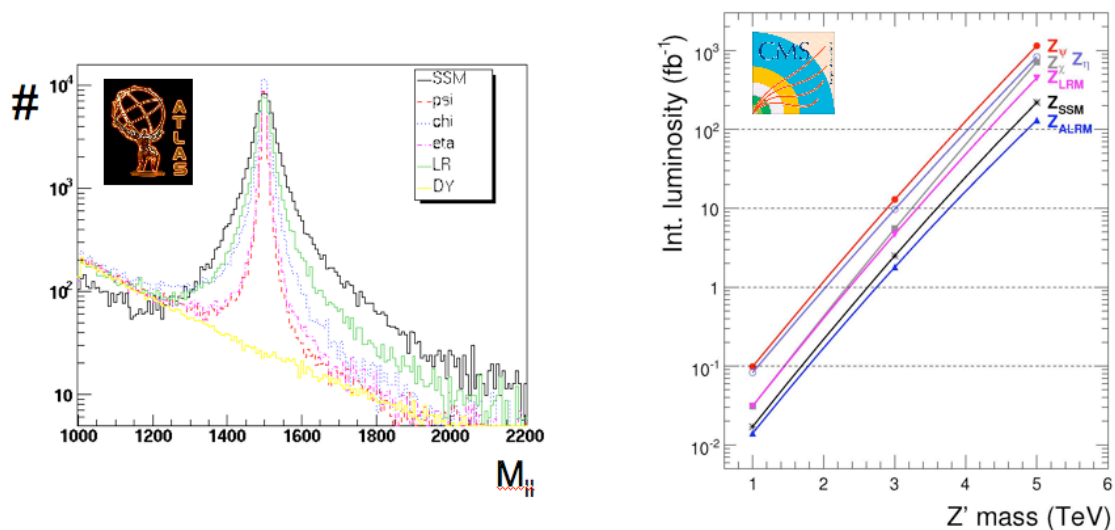 #
10⁴
10³
10²
10
ATLAS
SSM
psi
chi
eta
LR
DY
1000 1200 1400 1600 1800 2000 2200
M_ll
Int. luminosity (fb⁻¹)
10³
10²
10
1
10⁻¹
10⁻²
CMS
Z_ψ
Z_χ Z_η
Z_LRM
Z_SSM
Z_ALRM
1 2 3 4 5 6
Z' mass (TeV)